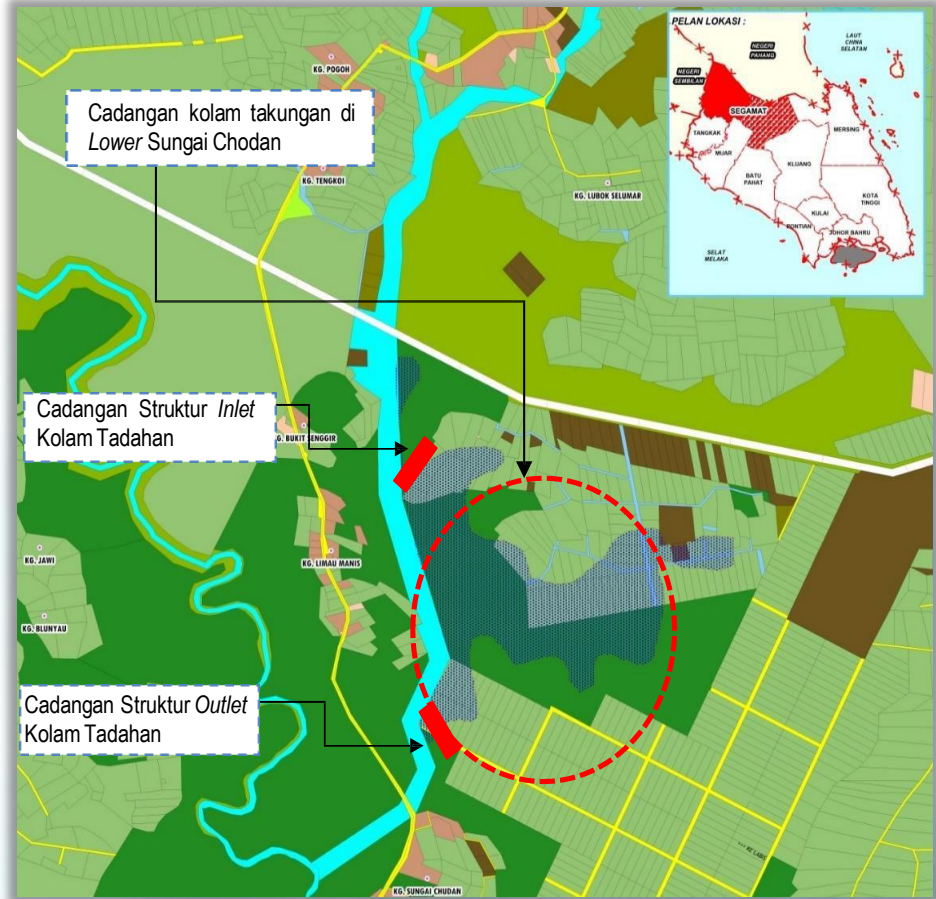 KG. POGOH
Cadangan kolam takungan di
Lower Sungai Chodan
KG. TENGKOI
KG. LUBOK SELUMAR
PELAN LOKASI :
LAUT
CHINA
SELATAN
NEGERI
PAHANG
NEGERI
SEMBILAN
SEGAMAT
TANGKAK
MUAR
MERSING
KLUANG
BATU
PAHAT
KOTA
TINGGI
KULAI
PONTIAN
JOHOR BAHRU
SELAT
MELAKA
Cadangan Struktur Inlet
Kolam Tadahan
G. BUKIT SENGGIR
KG. JAWI
KG. LIMAU MANIS
KG. BLUNYAU
Cadangan Struktur Outlet
Kolam Tadahan
KE LABIS
KG. SUNGAI CHUDAN